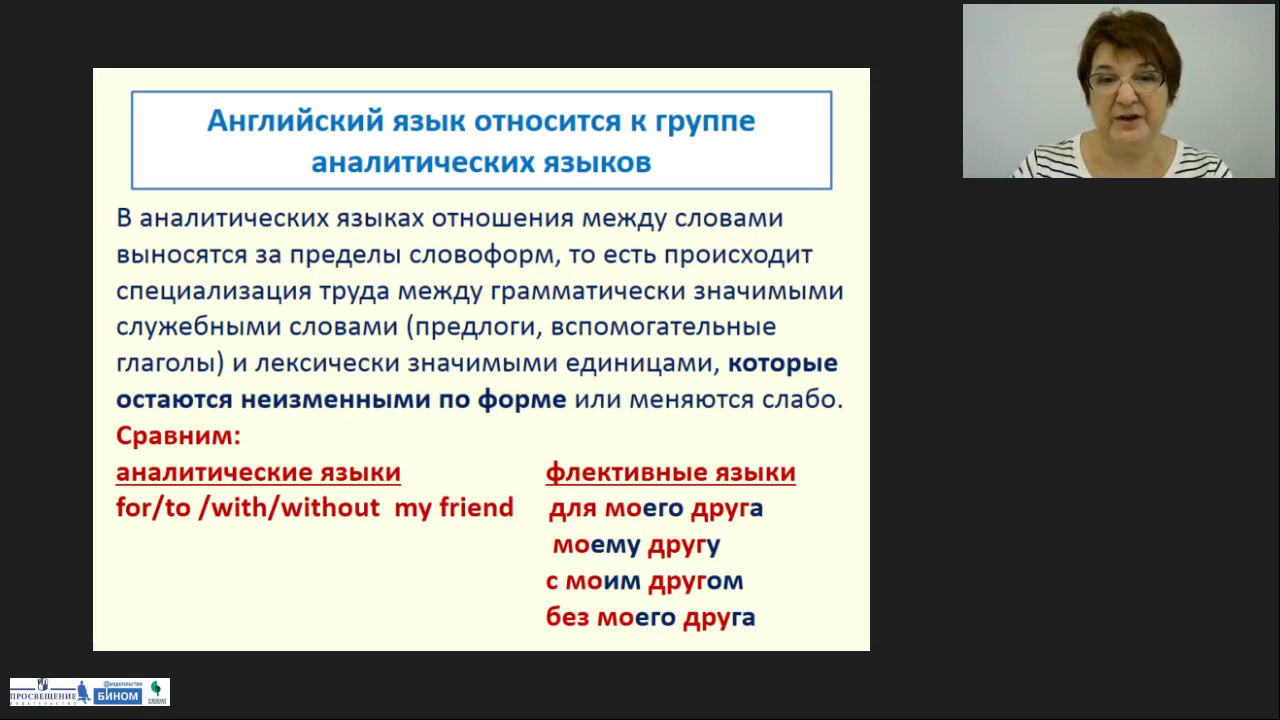 Английский язык относится к группе
аналитических языков
В аналитических языках отношения между словами
выносятся за пределы словоформ, то есть происходит
специализация труда между грамматически значимыми
служебными словами (предлоги, вспомогательные
глаголы) и лексически значимыми единицами, которые
остаются неизменными по форме или меняются слабо.
Сравним:
аналитические языки флективные языки
for/to /with/without my friend для моего друга
моему другу
с моим другом
без моего друга
ПРОСВЕЩЕНИЕ
ИЗДАТЕЛЬСТВО
ИЗДАТЕЛЬСТВО
БИНОМ